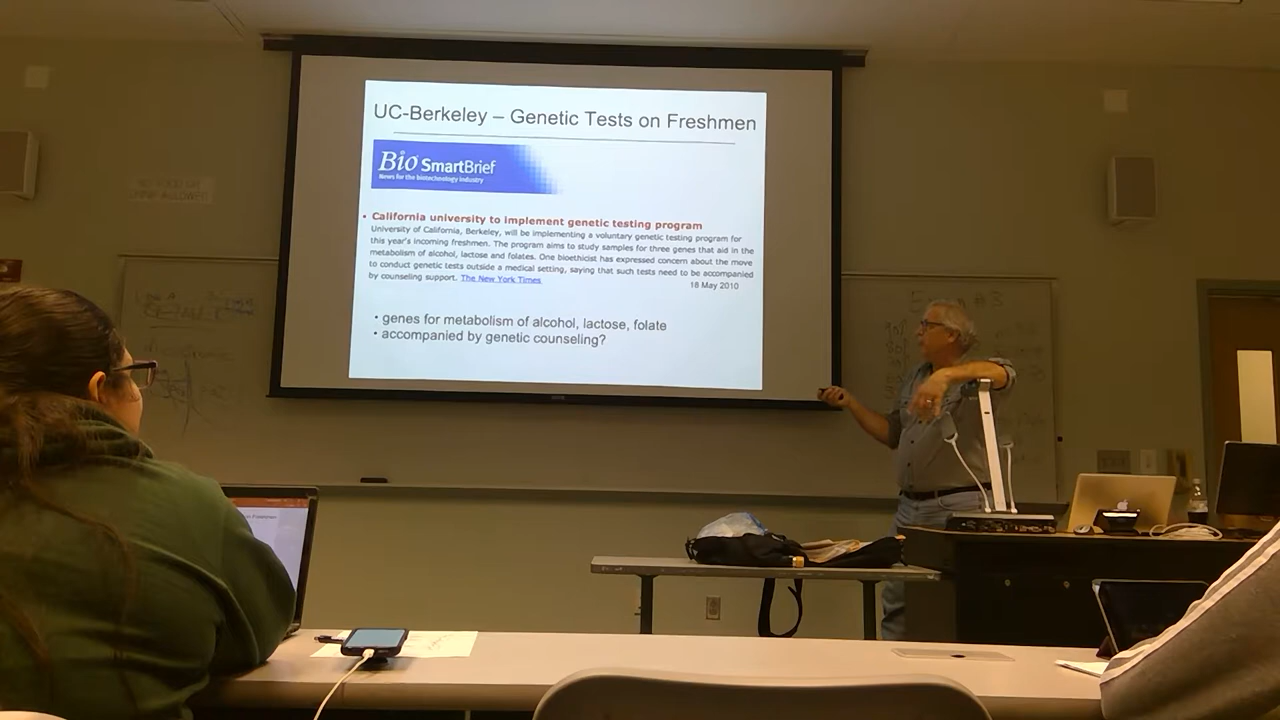 UC-Berkeley – Genetic Tests on Freshmen
Bio SmartBrief
News for the biotechnology industry
• California university to implement genetic testing program
University of California, Berkeley, will be implementing a voluntary genetic testing program for
this year's incoming freshmen. The program aims to study samples for three genes that aid in the
metabolism of alcohol, lactose and folates. One bioethicist has expressed concern about the move
to conduct genetic tests outside a medical setting, saying that such tests need to be accompanied
by counseling support. The New York Times
18 May 2010
• genes for metabolism of alcohol, lactose, folate
• accompanied by genetic counseling?
NO FOOD OR
DRINK ALLOWED